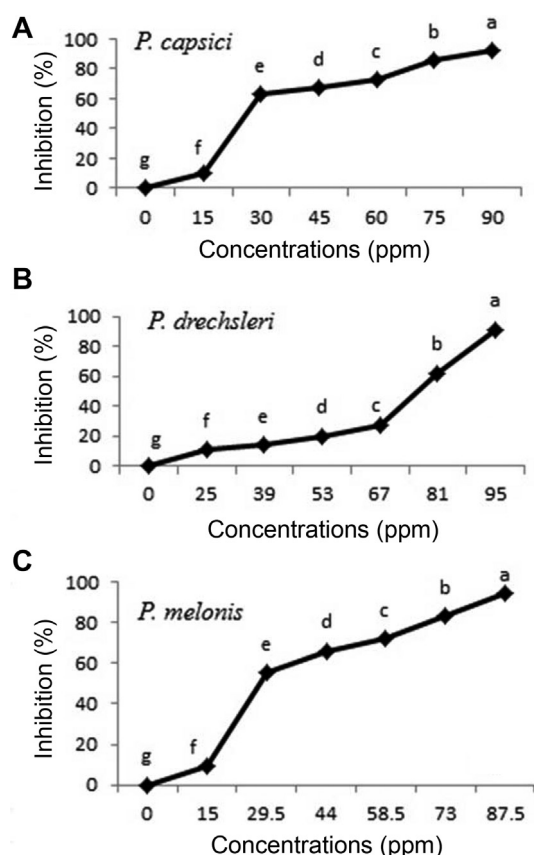 A
P. capsici
Inhibition (%)
100
80
60
40
20
0
g
f
e
d
c
b
a
0 15 30 45 60 75 90
Concentrations (ppm)
B
P. drechsleri
Inhibition (%)
100
80
60
40
20
0
g
f
e
d
c
b
a
0 25 39 53 67 81 95
Concentrations (ppm)
C
P. melonis
Inhibition (%)
100
80
60
40
20
0
g
f
e
d
c
b
a
0 15 29.5 44 58.5 73 87.5
Concentrations (ppm)